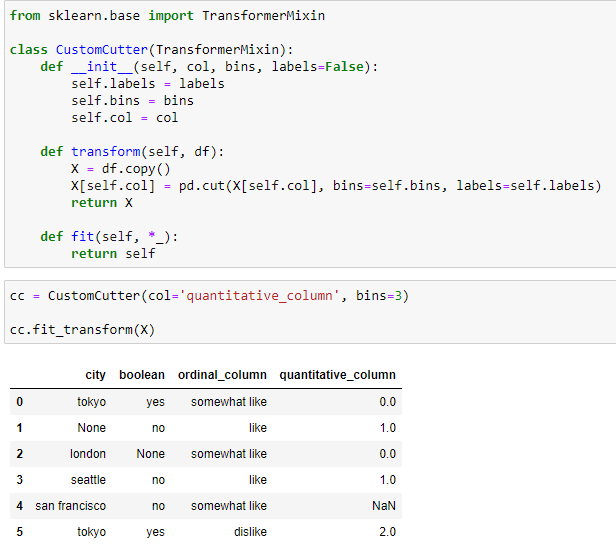 from sklearn.base import TransformerMixin
class CustomCutter(TransformerMixin):
    def __init__(self, col, bins, labels=False):
        self.labels = labels
        self.bins = bins
        self.col = col
    def transform(self, df):
        X = df.copy()
        X[self.col] = pd.cut(X[self.col], bins=self.bins, labels=self.labels)
        return X
    def fit(self, *_):
        return self
cc = CustomCutter(col='quantitative_column', bins=3)
cc.fit_transform(X)
city boolean ordinal_column quantitative_column
0 tokyo yes somewhat like 0.0
1 None no like 1.0
2 london None somewhat like 0.0
3 seattle no like 1.0
4 san francisco no somewhat like NaN
5 tokyo yes dislike 2.0